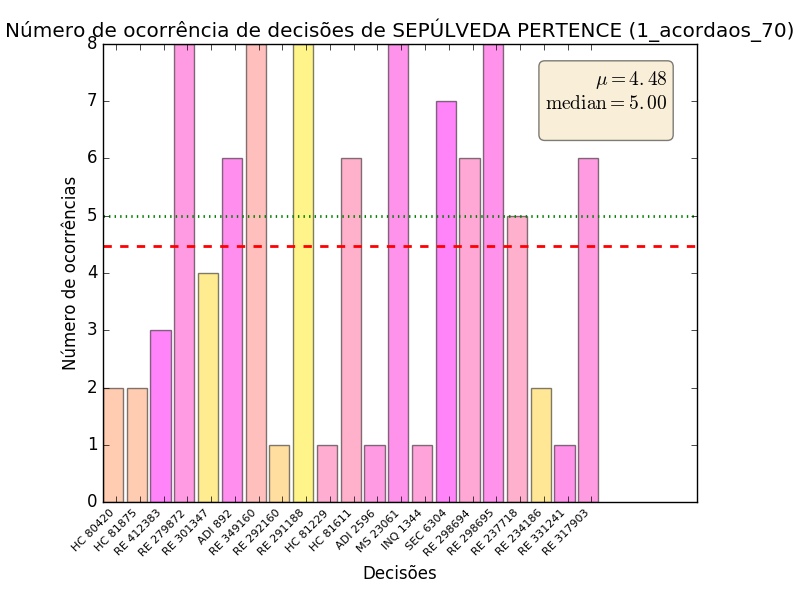 Número de ocorrência de decisões de SEPÚLVEDA PERTENCE (1_acordaos_70)
8
7
6
5
4
3
2
1
0
Número de ocorrências
μ = 4.48
median = 5.00
HC 80420
HC 81875
RE 412383
RE 279872
RE 301347
ADI 892
RE 349160
RE 292160
RE 291188
HC 81229
HC 81611
ADI 2596
MS 23061
INQ 1344
SEC 6304
RE 298694
RE 298695
RE 237718
RE 234186
RE 331241
RE 317903
Decisões